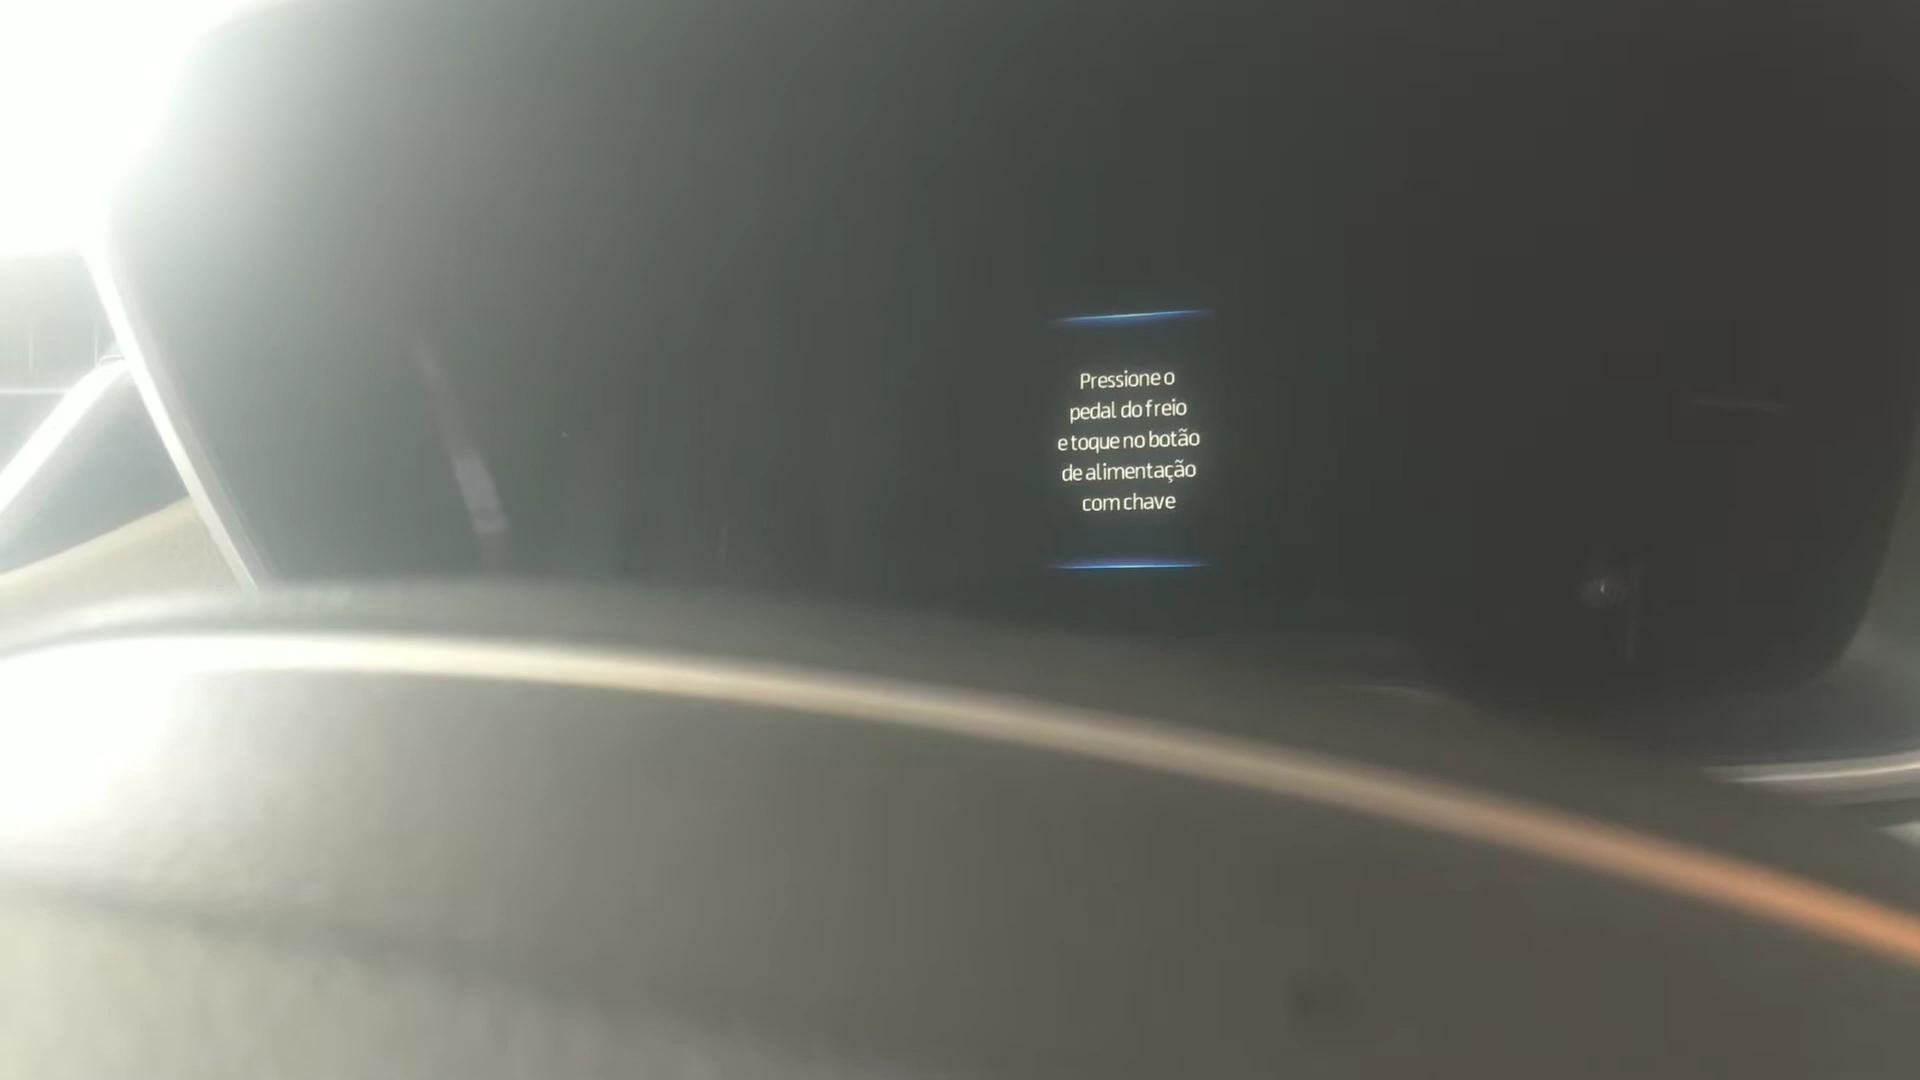 Pressione o
pedal do freio
e toque no botão
de alimentação
com chave